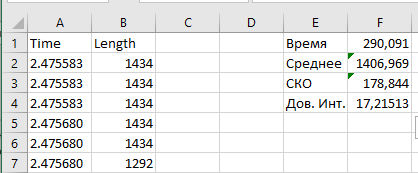 A B C D E F
1 Time Length Время 290,091
2 2.475583 1434 Среднее 1406,969
3 2.475583 1434 СКО 178,844
4 2.475583 1434 Дов. Инт. 17,21513
5 2.475680 1434
6 2.475680 1434
7 2.475680 1292